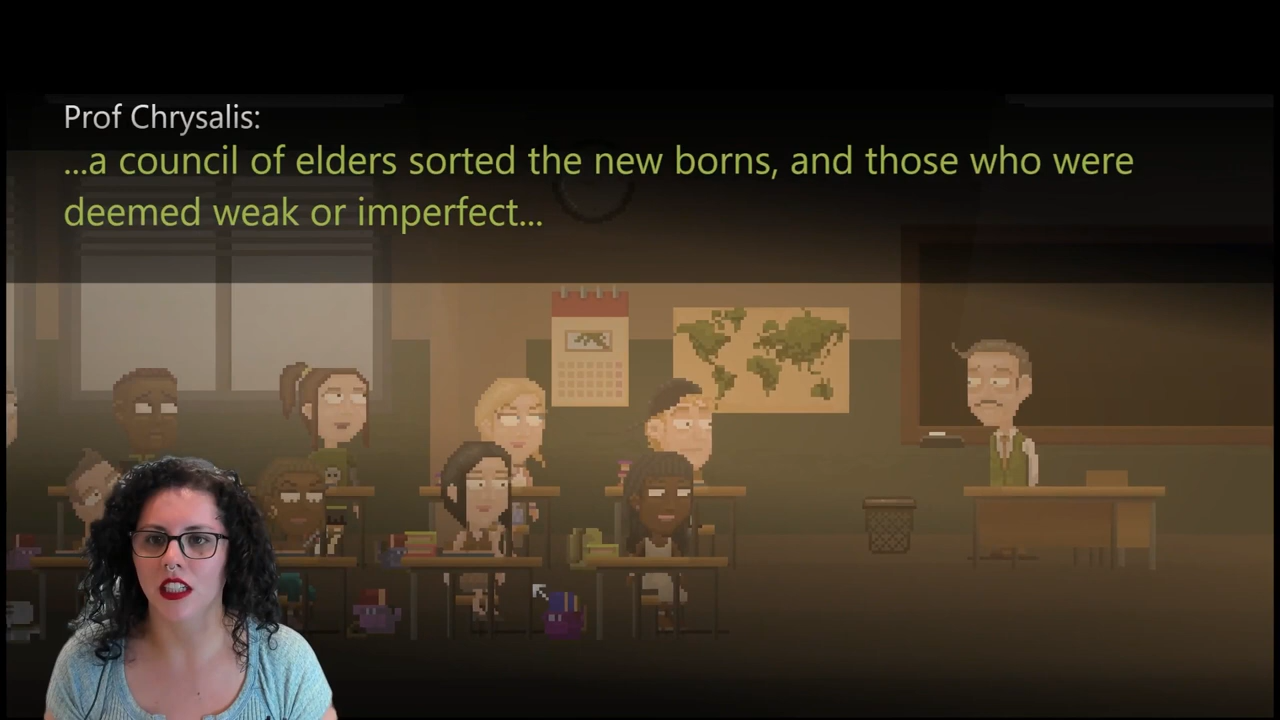 Prof Chrysalis:
...a council of elders sorted the new borns, and those who were
deemed weak or imperfect...